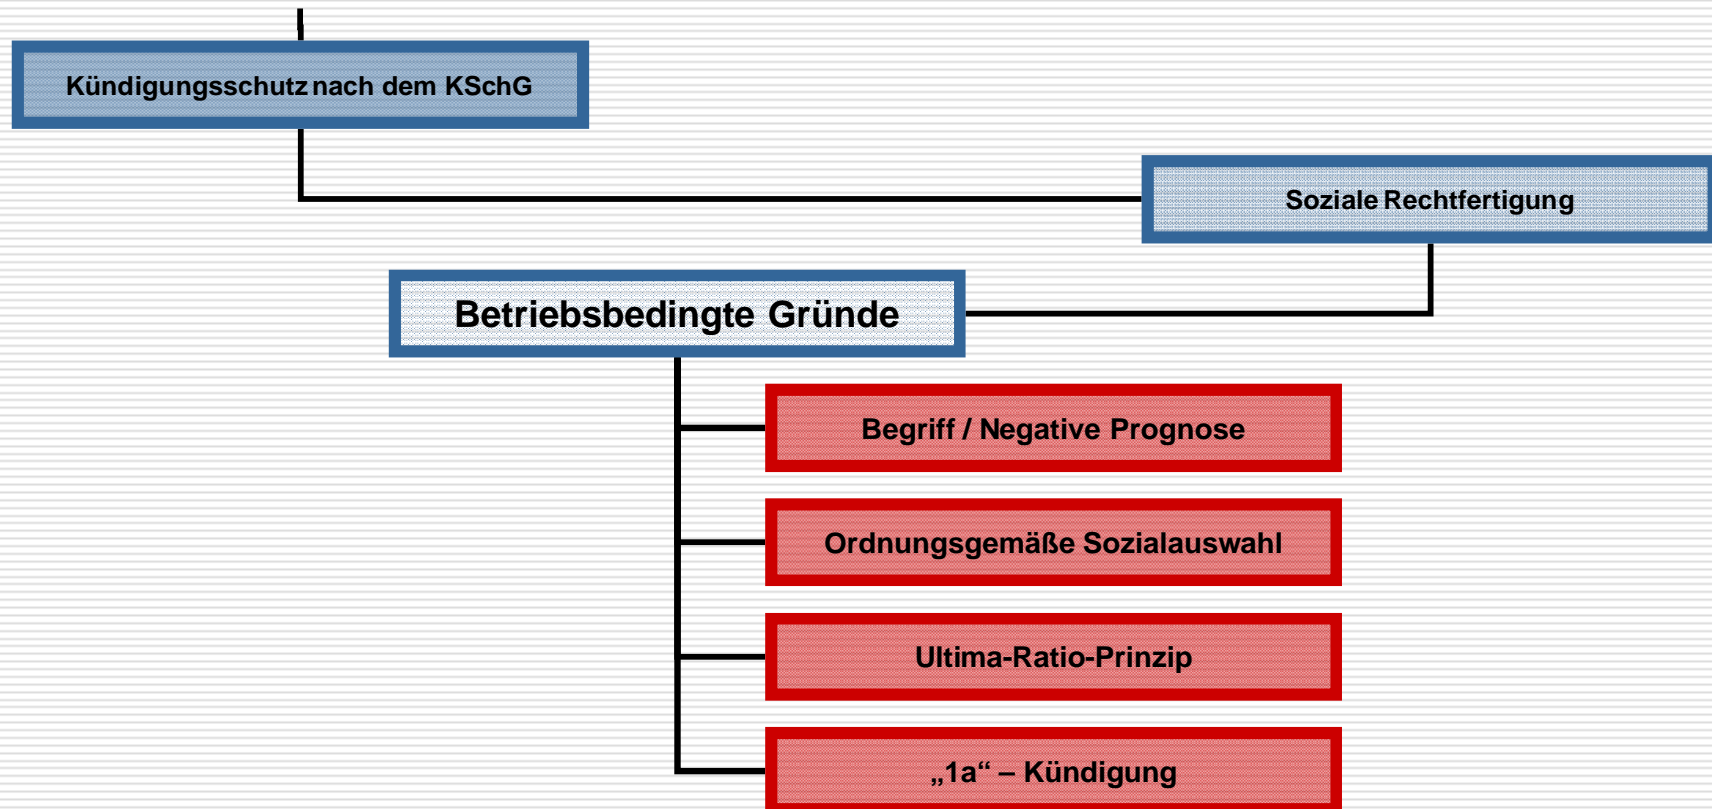 Kündigungsschutz nach dem KSchG
Soziale Rechtfertigung
Betriebsbedingte Gründe
Begriff / Negative Prognose
Ordnungsgemäße Sozialauswahl
Ultima-Ratio-Prinzip
„1a“ – Kündigung